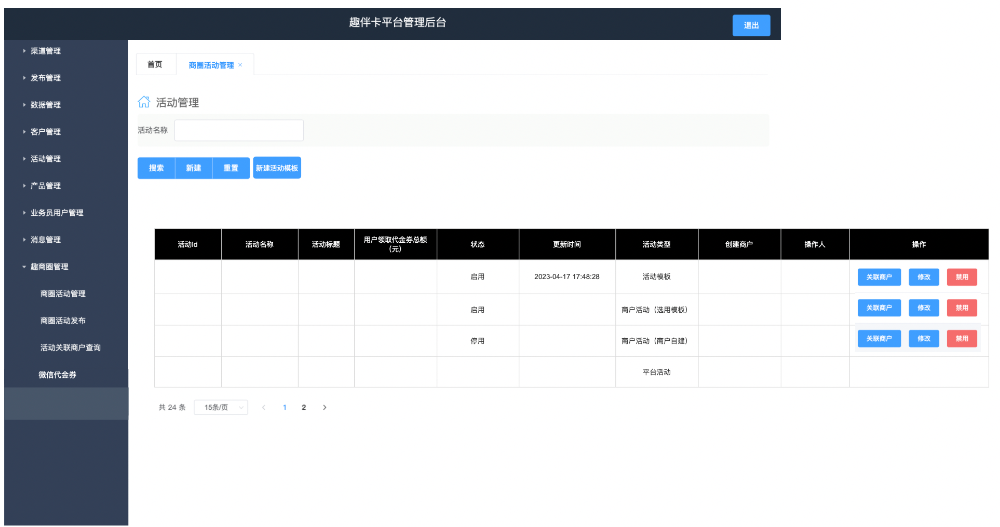 趣伴卡平台管理后台
退出
渠道管理
发布管理
数据管理
客户管理
活动管理
产品管理
业务员用户管理
消息管理
趣商圈管理
商圈活动管理
商圈活动发布
活动关联商户查询
微信代金券
首页
商圈活动管理 ×
活动管理
活动名称
搜索 新建 重置 新建活动模板
活动id 活动名称 活动标题 用户领取代金券总额 状态 更新时间 活动类型 创建商户 操作人 操作
(元)
启用 2023-04-17 17:48:28 活动模板 关联商户 修改 禁用
启用 商户活动（选用模板） 关联商户 修改 禁用
停用 商户活动（商户自建） 关联商户 修改 禁用
平台活动
共 24 条 15条/页 < 1 2 >